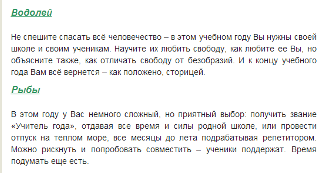 Водолей
Не спешите спасать всё человечество – в этом учебном году Вы нужны своей
школе и своим ученикам. Научите их любить свободу, как любите ее Вы, но
объясните также, как отличать свободу от безобразий. И к концу учебного
года Вам всё вернется – как положено, сторицей.
Рыбы
В этом году у Вас немного сложный, но приятный выбор: получить звание
«Учитель года», отдавая все время и силы родной школе, или провести
отпуск на теплом море, все месяцы до лета подрабатывая репетитором.
Можно рискнуть и попробовать совместить – ученики поддержат. Время
подумать еще есть.